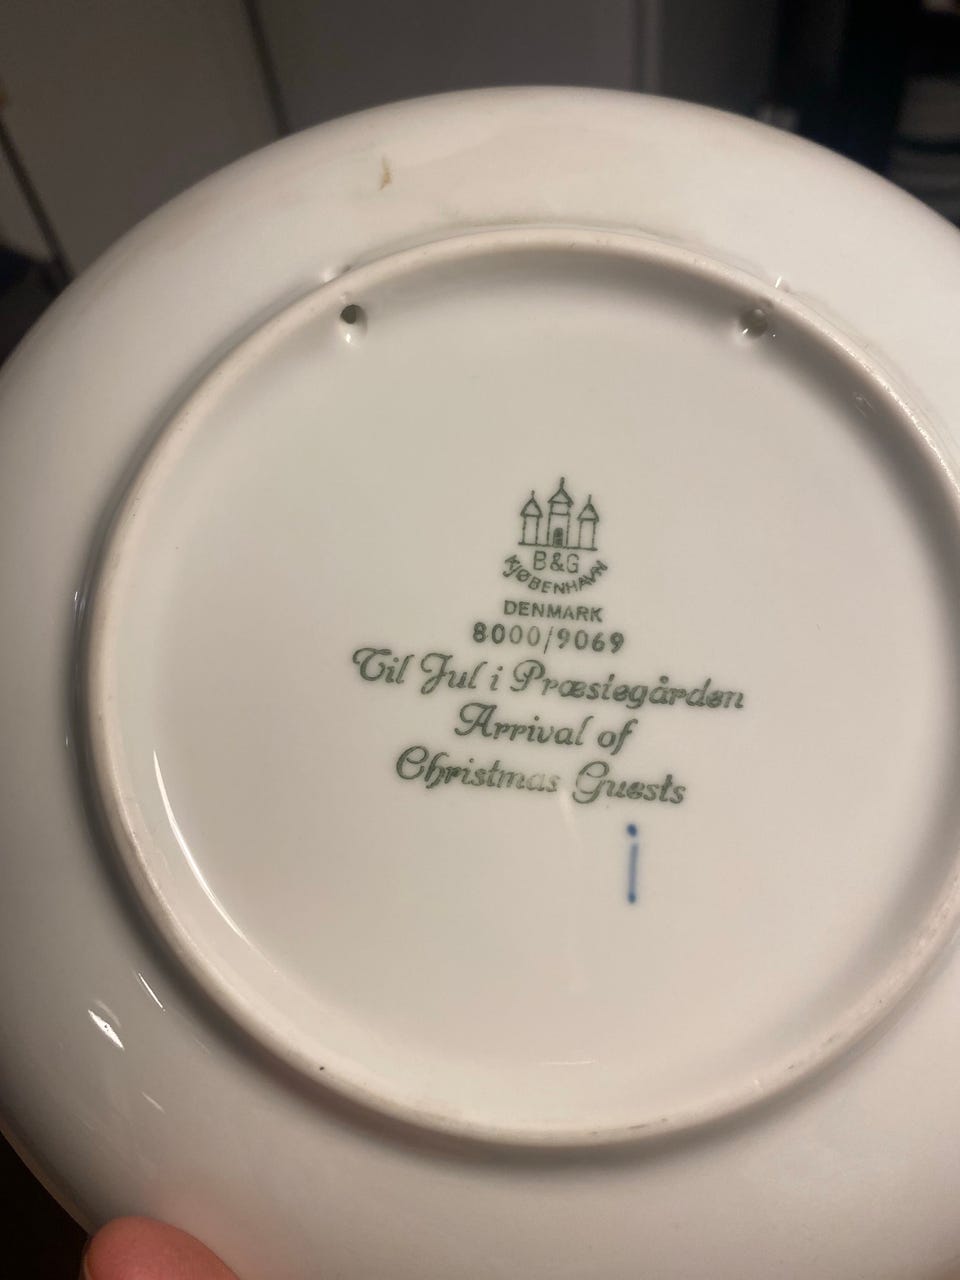 B&G
KJØBENHAVN
DENMARK
8000/9069
Til Jul i Præstegården
Arrival of
Christmas Guests
i